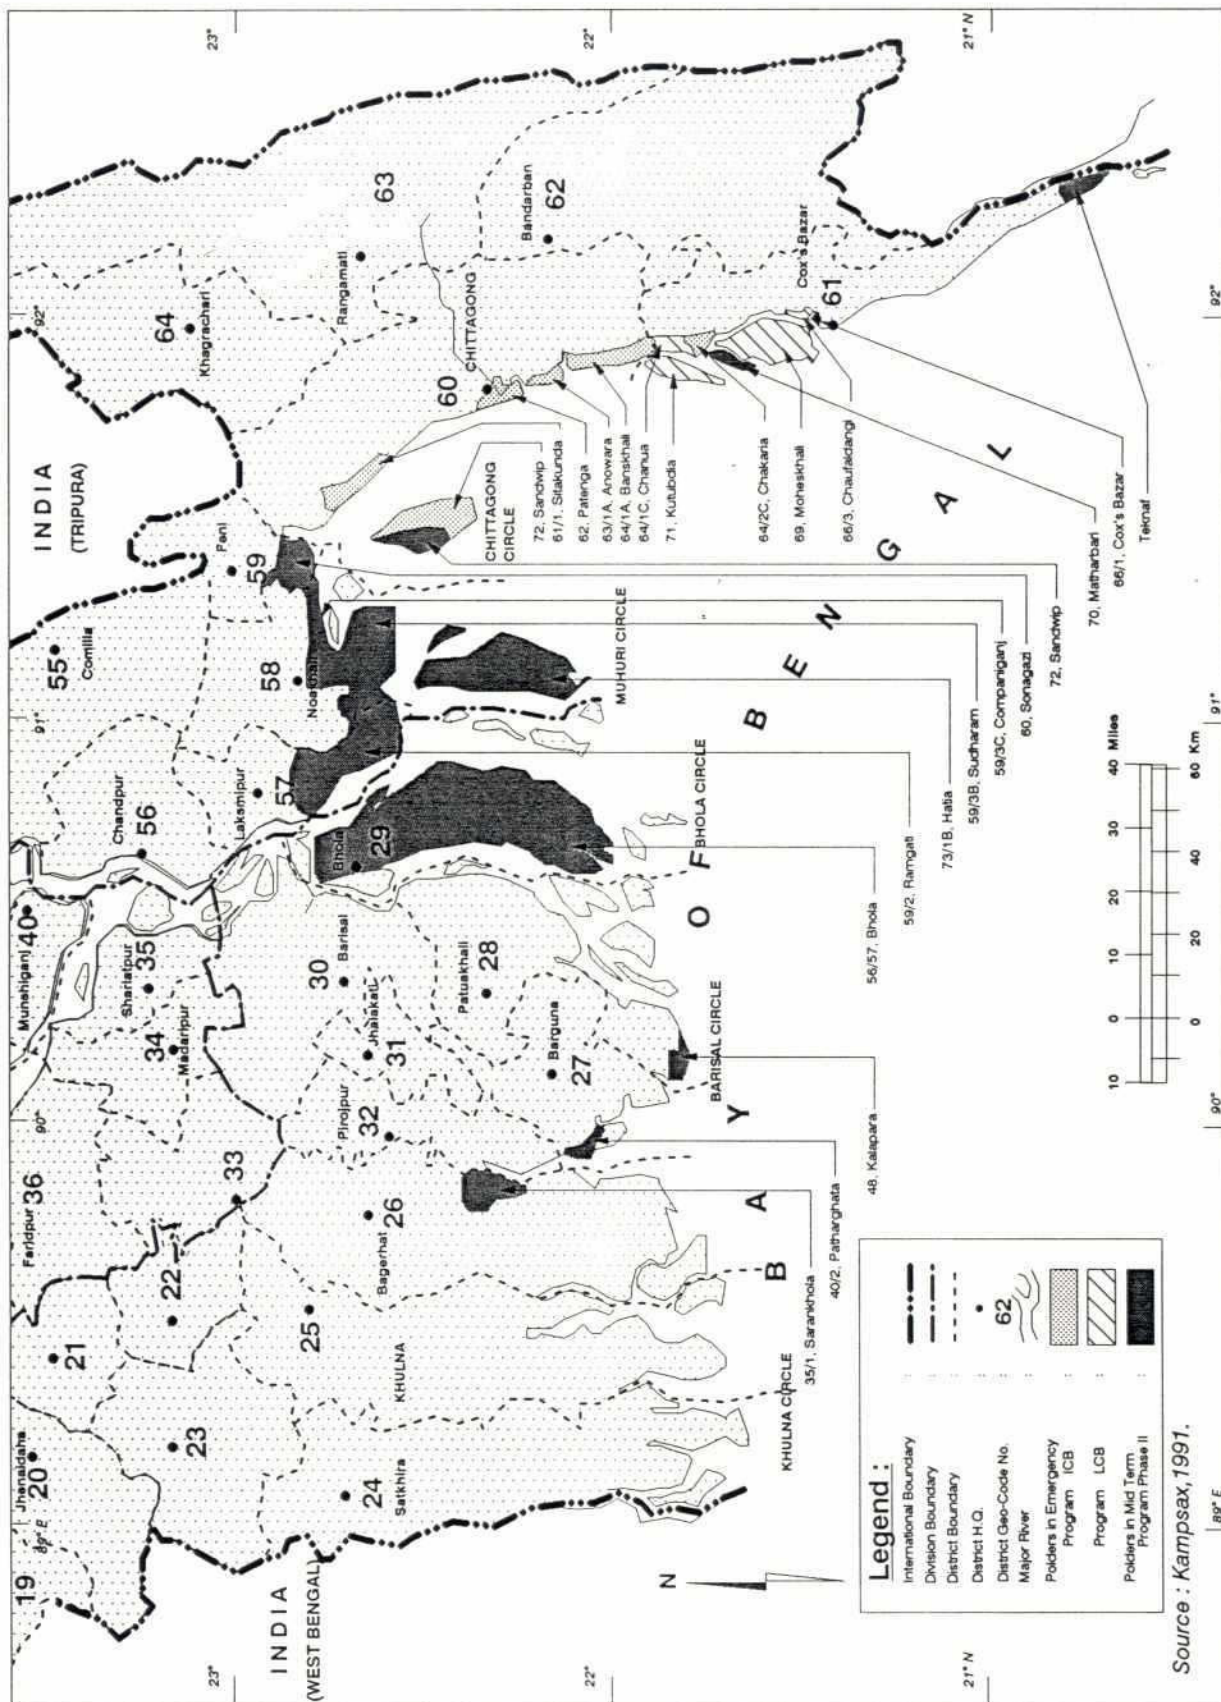 INDIA
(WEST BENGAL)
INDIA
(TRIPURA)
23°
22°
21° N
23°
22°
21° N
89° E
90°
91°
92°
89° E
90°
91°
92°
19
Jhenaidaha
20
21
22
23
24
Satkhira
25
KHULNA
26
Bagerhat
Faridpur
36
33
34
Madaripur
Shariatpur
35
Munshiganj
40
Pirojpur
32
Jhalakati
31
30
Barisal
Patuakhali
28
Barguna
27
Bhola
29
Chandpur
56
Laksmipur
57
55
Comilla
58
Noakhali
Feni
59
64
Khagrachari
Rangamati
63
CHITTAGONG
60
Bandarban
62
Cox's Bazar
61
KHULNA CIRCLE
BARISAL CIRCLE
BHOLA CIRCLE
MUHURI CIRCLE
CHITTAGONG
CIRCLE
72, Sandwip
61/1, Sitakunda
62, Patenga
63/1A, Anowara
64/1A, Banskhali
64/1C, Chanua
71, Kutubdia
64/2C, Chakaria
69, Moheskhali
66/3, Chaufaldangi
70, Matharbari
66/1, Cox's Bazar
Teknaf
72, Sandwip
60, Sonagazi
59/3C, Companiganj
59/3B, Sudharam
73/1B, Hatia
59/2, Ramgati
56/57, Bhola
48, Kalapara
40/2, Patharghata
35/1, Sarankhola
BAY OF BENGAL
N
Legend :
International Boundary :
Division Boundary :
District Boundary :
District H.Q. :
District Geo-Code No. : 62
Major River :
Polders in Emergency
Program ICB :
Program LCB :
Polders in Mid Term
Program Phase II :
10 0 10 20 30 40 Miles
0 20 40 60 Km
Source : Kampsax,1991.